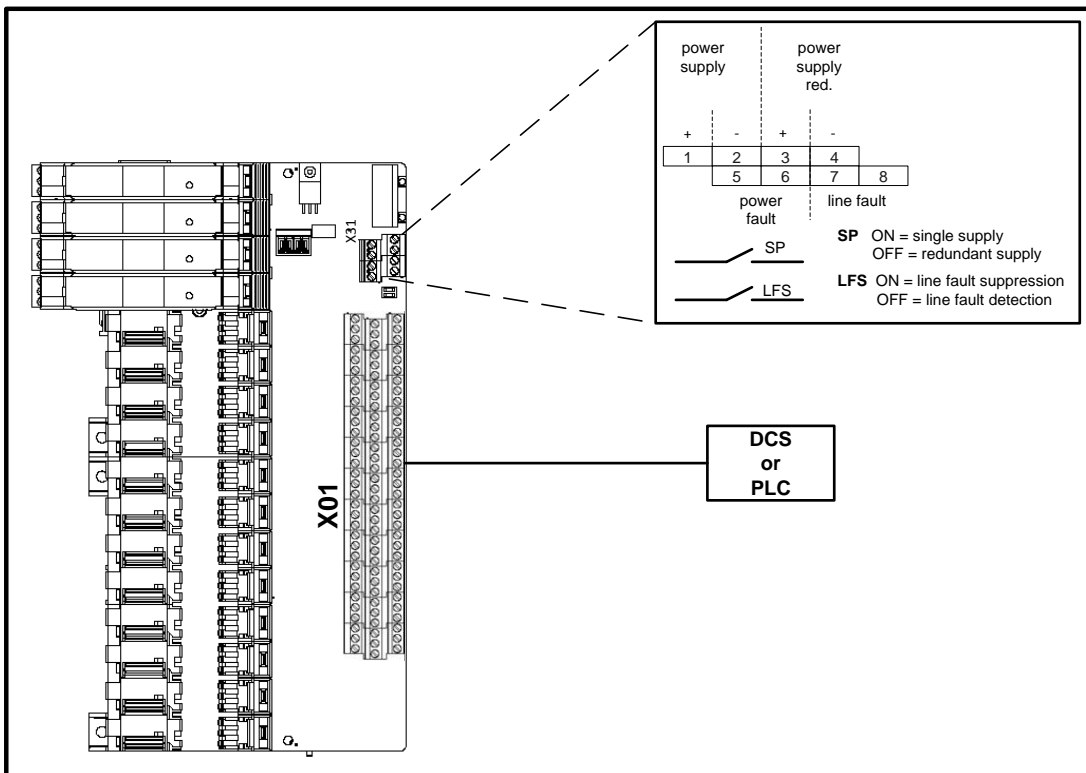 power supply
power supply red.
+ - + -
1 2 3 4
5 6 7 8
power fault
line fault
SP
SP ON = single supply
OFF = redundant supply
LFS
LFS ON = line fault suppression
OFF = line fault detection
X31
X01
DCS
or
PLC